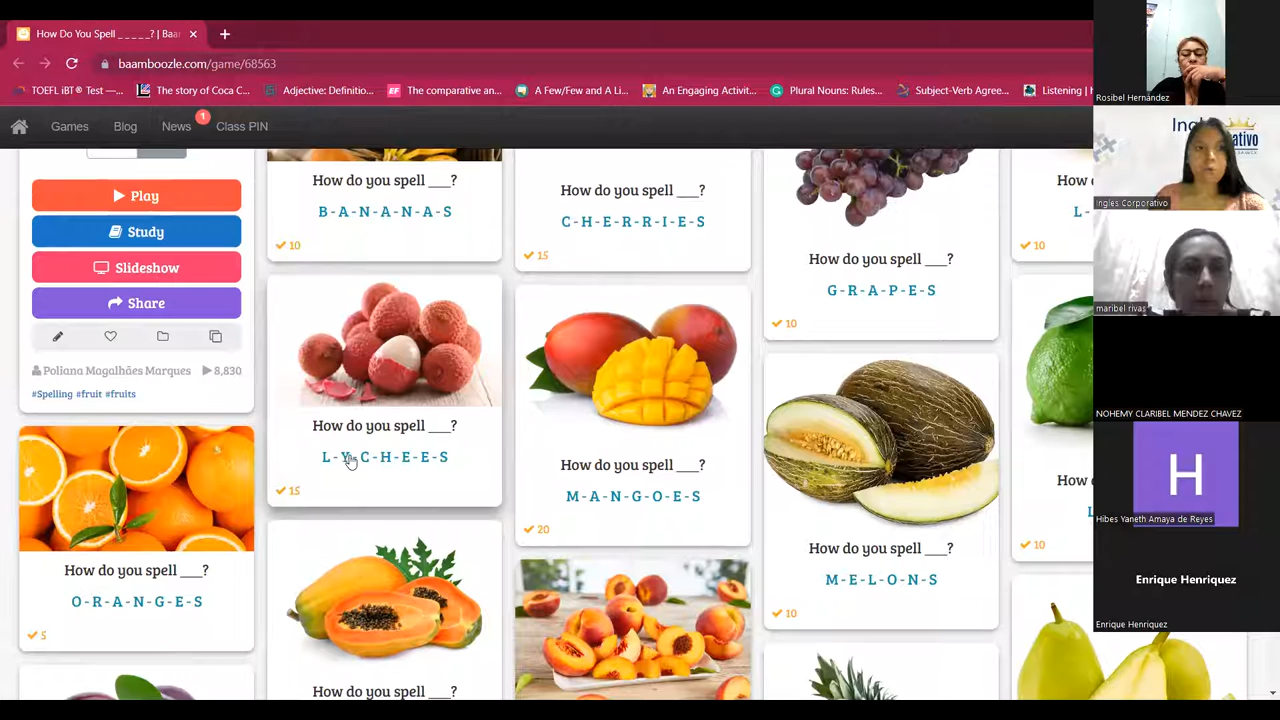 How Do You Spell _ _ _ _ _? | Baa
baamboozle.com/game/68563
TOEFL iBT® Test —...
The story of Coca C...
Adjective: Definitio...
The comparative an...
A Few/Few and A Li...
An Engaging Activit...
Plural Nouns: Rules...
Subject-Verb Agree...
Listening |
Games
Blog
News
1
Class PIN
Play
Study
Slideshow
Share
Poliana Magalhães Marques
8,830
#Spelling #fruit #fruits
How do you spell ___?
O-R-A-N-G-E-S
5
How do you spell ___?
B-A-N-A-N-A-S
10
How do you spell ___?
L-Y-C-H-E-E-S
15
How do you spell ___?
How do you spell ___?
C-H-E-R-R-I-E-S
15
How do you spell ___?
M-A-N-G-O-E-S
20
How do you spell ___?
G-R-A-P-E-S
10
How do you spell ___?
M-E-L-O-N-S
10
How
L-
10
How
10
Rosibel Hernández
Ingles Corporativo
maribel rivas
NOHEMY CLARIBEL MENDEZ CHAVEZ
H
Hibes Yaneth Amaya de Reyes
Enrique Henriquez
Enrique Henriquez